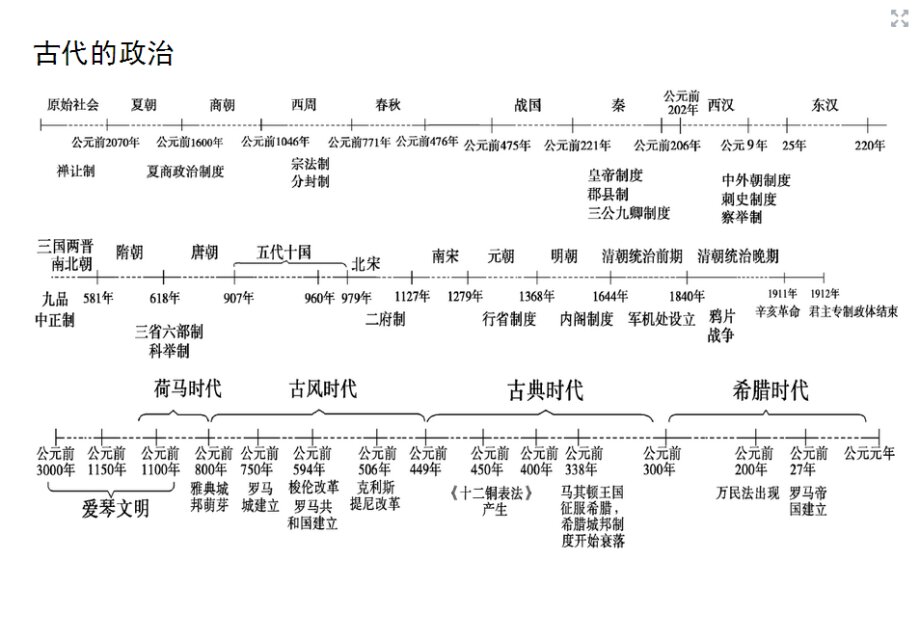 古代的政治
原始社会 夏朝 商朝 西周 春秋 战国 秦 公元前202年 西汉 东汉
公元前2070年 公元前1600年 公元前1046年 公元前771年 公元前476年 公元前475年 公元前221年 公元前206年 公元9年 25年 220年
禅让制 夏商政治制度 宗法制 皇帝制度 中外朝制度
分封制 郡县制 刺史制度
三公九卿制度 察举制
三国两晋 隋朝 唐朝 五代十国 北宋 南宋 元朝 明朝 清朝统治前期 清朝统治晚期
南北朝
九品 581年 618年 907年 960年 979年 1127年 1279年 1368年 1644年 1840年 1911年 1912年
中正制 三省六部制 二府制 行省制度 内阁制度 军机处设立 鸦片 辛亥革命 君主专制政体结束
科举制 战争
荷马时代 古风时代 古典时代 希腊时代
公元前 公元前 公元前 公元前 公元前 公元前 公元前 公元前 公元前 公元前 公元前 公元前 公元前 公元前 公元元年
3000年 1150年 1100年 800年 750年 594年 506年 449年 450年 400年 338年 300年 200年 27年
爱琴文明 雅典城 罗马 梭伦改革 克利斯 《十二铜表法》 马其顿王国 万民法出现 罗马帝
邦萌芽 城建立 罗马共 提尼改革 产生 征服希腊， 国建立
和国建立 希腊城邦制
度开始衰落